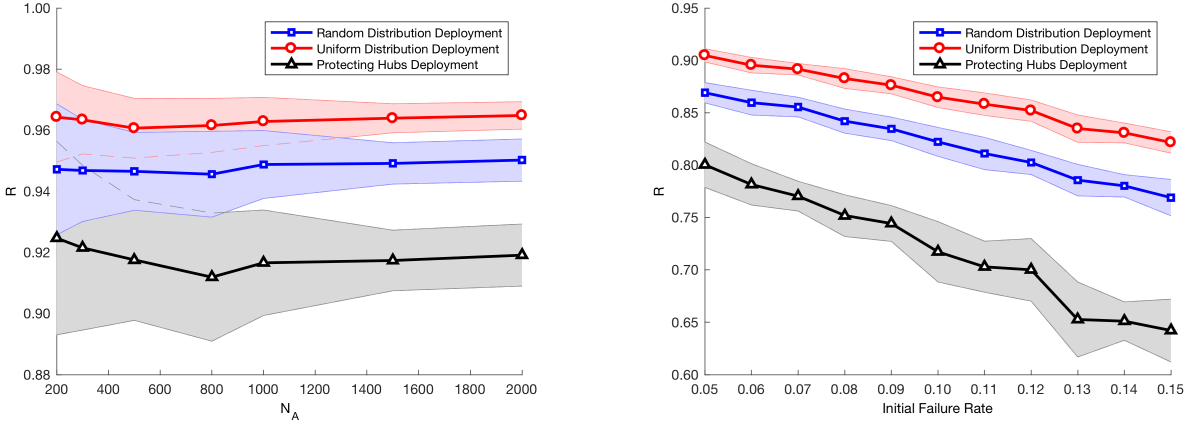 1.00
0.98
0.96
0.94
0.92
0.90
0.88
R
200 400 600 800 1000 1200 1400 1600 1800 2000
N_A
Random Distribution Deployment
Uniform Distribution Deployment
Protecting Hubs Deployment
0.95
0.90
0.85
0.80
0.75
0.70
0.65
0.60
R
0.05 0.06 0.07 0.08 0.09 0.10 0.11 0.12 0.13 0.14 0.15
Initial Failure Rate
Random Distribution Deployment
Uniform Distribution Deployment
Protecting Hubs Deployment